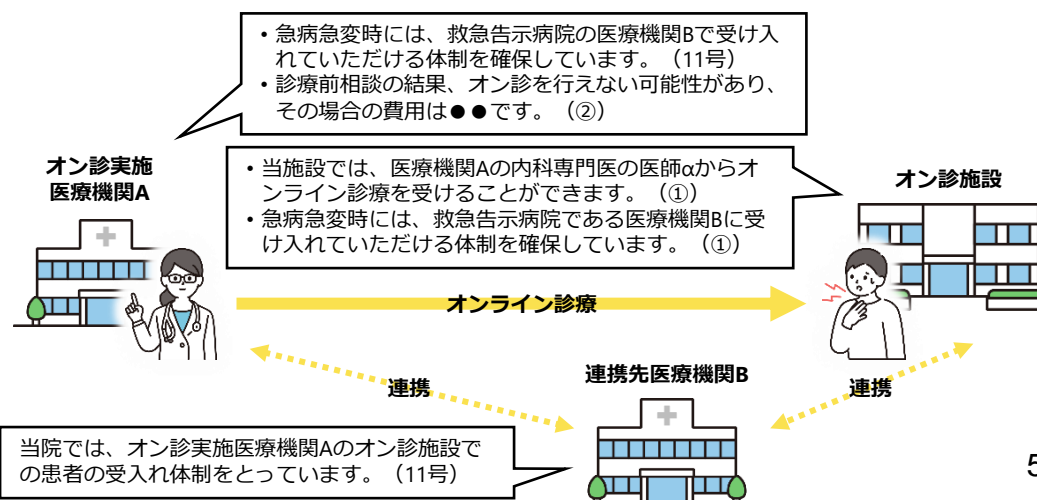 ・急病急変時には、救急告示病院の医療機関Bで受け入
れていただける体制を確保しています。（11号）
・診療前相談の結果、オン診を行えない可能性があり、
その場合の費用は●●です。（②）
オン診実施
医療機関A
・当施設では、医療機関Aの内科専門医の医師αからオ
ンライン診療を受けることができます。（①）
・急病急変時には、救急告示病院である医療機関Bに受
け入れていただける体制を確保しています。（①）
オン診施設
オンライン診療
連携先医療機関B
連携
連携
当院では、オン診実施医療機関Aのオン診施設で
の患者の受入れ体制をとっています。（11号）
5